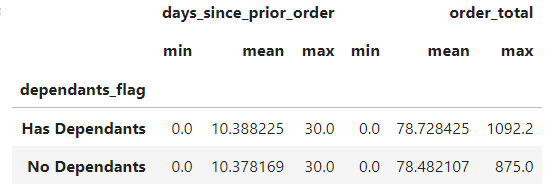 days_since_prior_order order_total
min mean max min mean max
dependants_flag
Has Dependants 0.0 10.388225 30.0 0.0 78.728425 1092.2
No Dependants 0.0 10.378169 30.0 0.0 78.482107 875.0